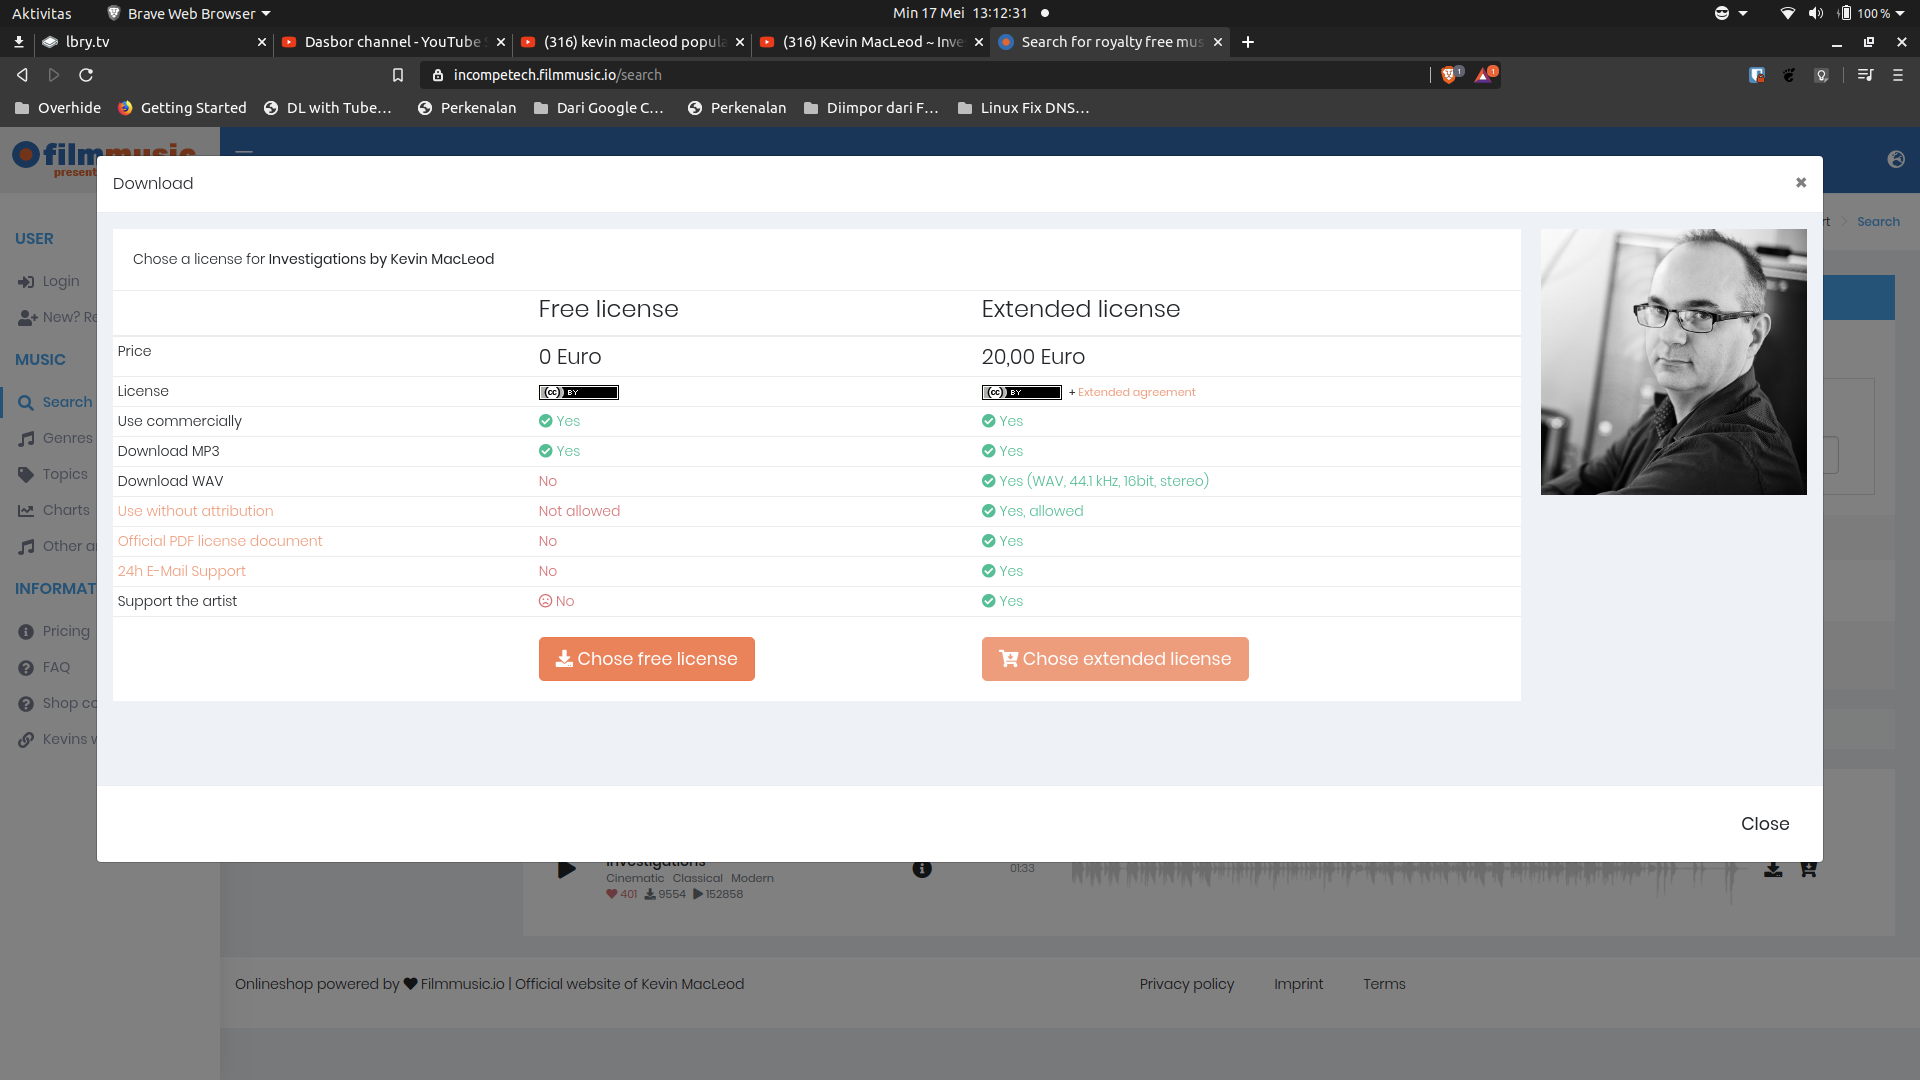 Aktivitas
Brave Web Browser
Min 17 Mei 13:12:31
100 %
lbry.tv
Dasbor channel - YouTube
(316) kevin macleod popula
(316) Kevin MacLeod ~ Inve
Search for royalty free mus
incompetech.filmmusic.io/search
1
1
Overhide
Getting Started
DL with Tube…
Perkenalan
Dari Google C…
Perkenalan
Diimpor dari F…
Linux Fix DNS…
filmmusic
present
Download
Search
USER
Login
New? Re
MUSIC
Search
Genres
Topics
Charts
Other a
INFORMAT
Pricing
FAQ
Shop co
Kevins w
Chose a license for Investigations by Kevin MacLeod
Free license Extended license
Price 0 Euro 20,00 Euro
License (cc) BY (cc) BY + Extended agreement
Use commercially Yes Yes
Download MP3 Yes Yes
Download WAV No Yes (WAV, 44.1 kHz, 16bit, stereo)
Use without attribution Not allowed Yes, allowed
Official PDF license document No Yes
24h E-Mail Support No Yes
Support the artist No Yes
Chose free license Chose extended license
Close
Investigations
Cinematic Classical Modern
401 9554 152858
01:33
Onlineshop powered by Filmmusic.io | Official website of Kevin MacLeod
Privacy policy Imprint Terms